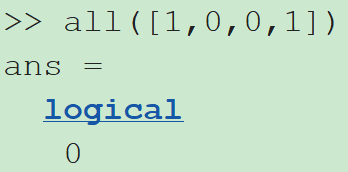 >> all([1,0,0,1])
ans =
logical
0